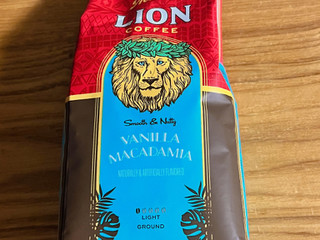 LION
COFFEE
Smooth & Nutty
VANILLA
MACADAMIA
NATURALLY & ARTIFICIALLY FLAVORED
LIGHT
GROUND